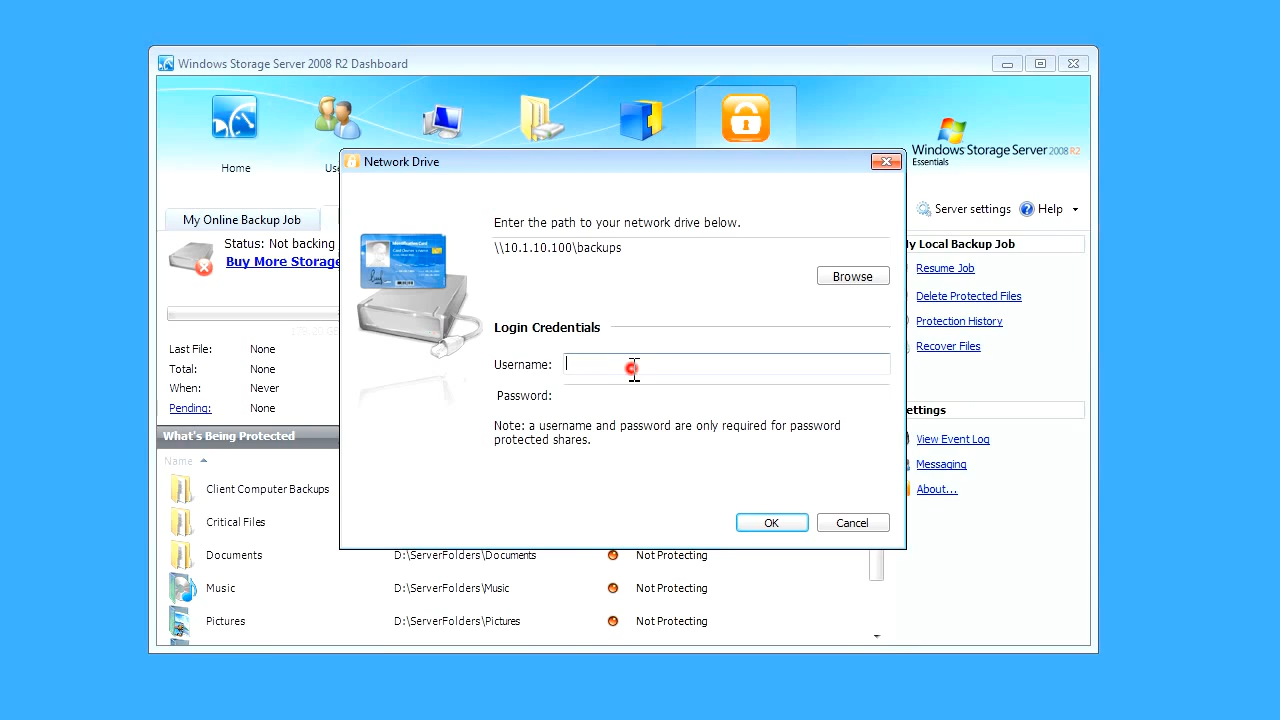 Windows Storage Server 2008 R2 Dashboard
Home
Use
Windows Storage Server 2008 R2
Essentials
Network Drive
My Online Backup Job
Server settings
Help
Status: Not backing
Buy More Storage
Enter the path to your network drive below.
\\10.1.10.100\backups
Browse
y Local Backup Job
Resume Job
Delete Protected Files
Protection History
Recover Files
Login Credentials
Last File: None
Total: None
When: Never
Pending: None
Username:
Password:
Note: a username and password are only required for password
protected shares.
ettings
View Event Log
Messaging
About...
What's Being Protected
Name
OK
Cancel
Client Computer Backups
Critical Files
Documents D:\ServerFolders\Documents Not Protecting
Music D:\ServerFolders\Music Not Protecting
Pictures D:\ServerFolders\Pictures Not Protecting